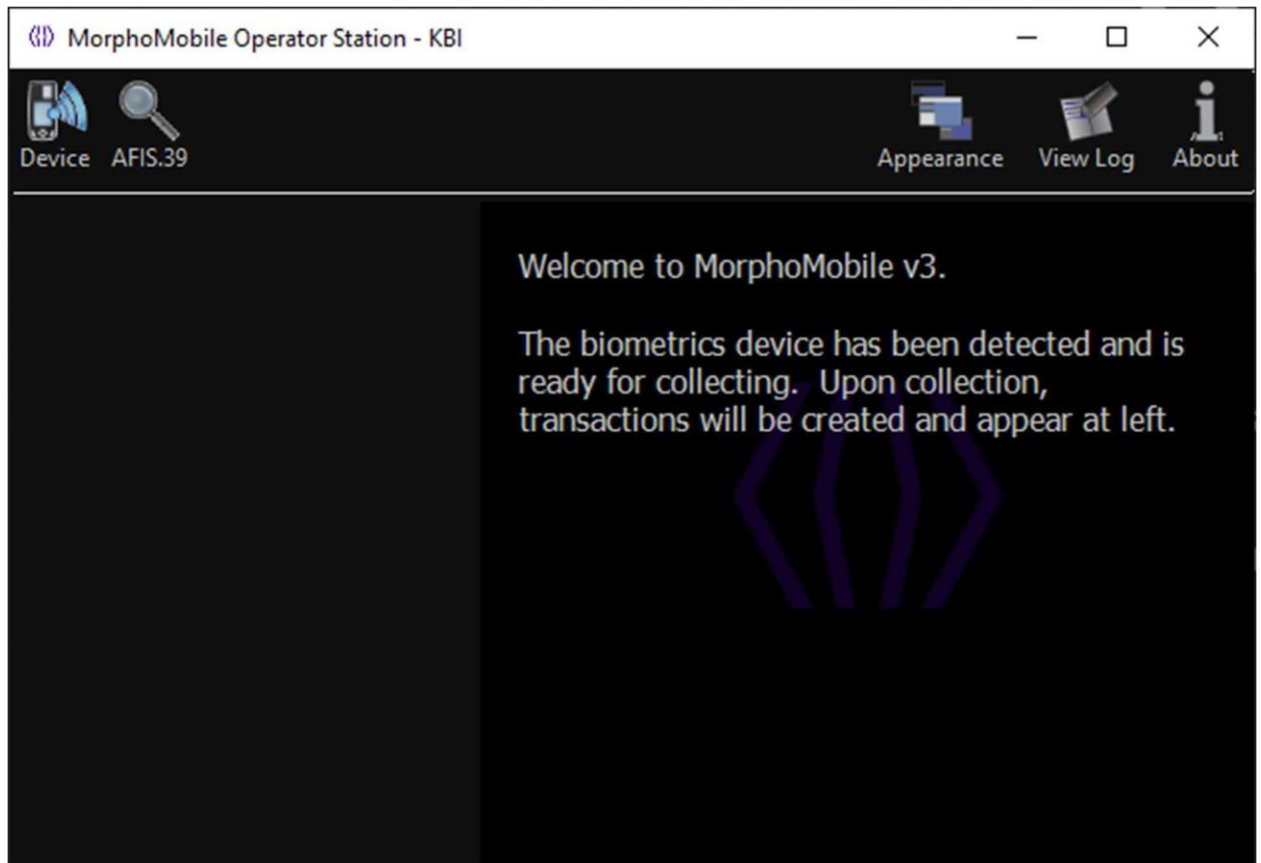 MorphoMobile Operator Station - KBI
Device AFIS.39 Appearance View Log About
Welcome to MorphoMobile v3.
The biometrics device has been detected and is
ready for collecting.  Upon collection,
transactions will be created and appear at left.